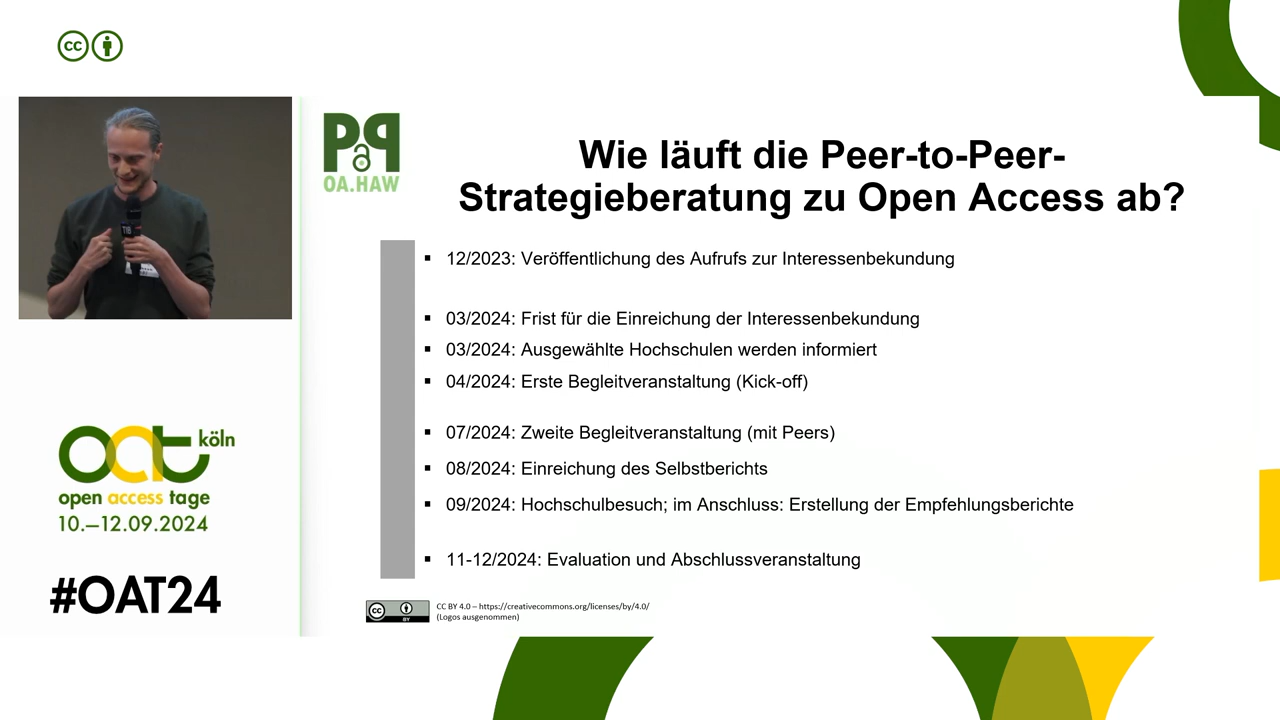 cc
PP
OA.HAW
Wie läuft die Peer-to-Peer-
Strategieberatung zu Open Access ab?
12/2023: Veröffentlichung des Aufrufs zur Interessenbekundung
03/2024: Frist für die Einreichung der Interessenbekundung
03/2024: Ausgewählte Hochschulen werden informiert
04/2024: Erste Begleitveranstaltung (Kick-off)
07/2024: Zweite Begleitveranstaltung (mit Peers)
08/2024: Einreichung des Selbstberichts
09/2024: Hochschulbesuch; im Anschluss: Erstellung der Empfehlungsberichte
11-12/2024: Evaluation und Abschlussveranstaltung
cc BY
CC BY 4.0 – https://creativecommons.org/licenses/by/4.0/
(Logos ausgenommen)
oat köln
open access tage
10.–12.09.2024
#OAT24